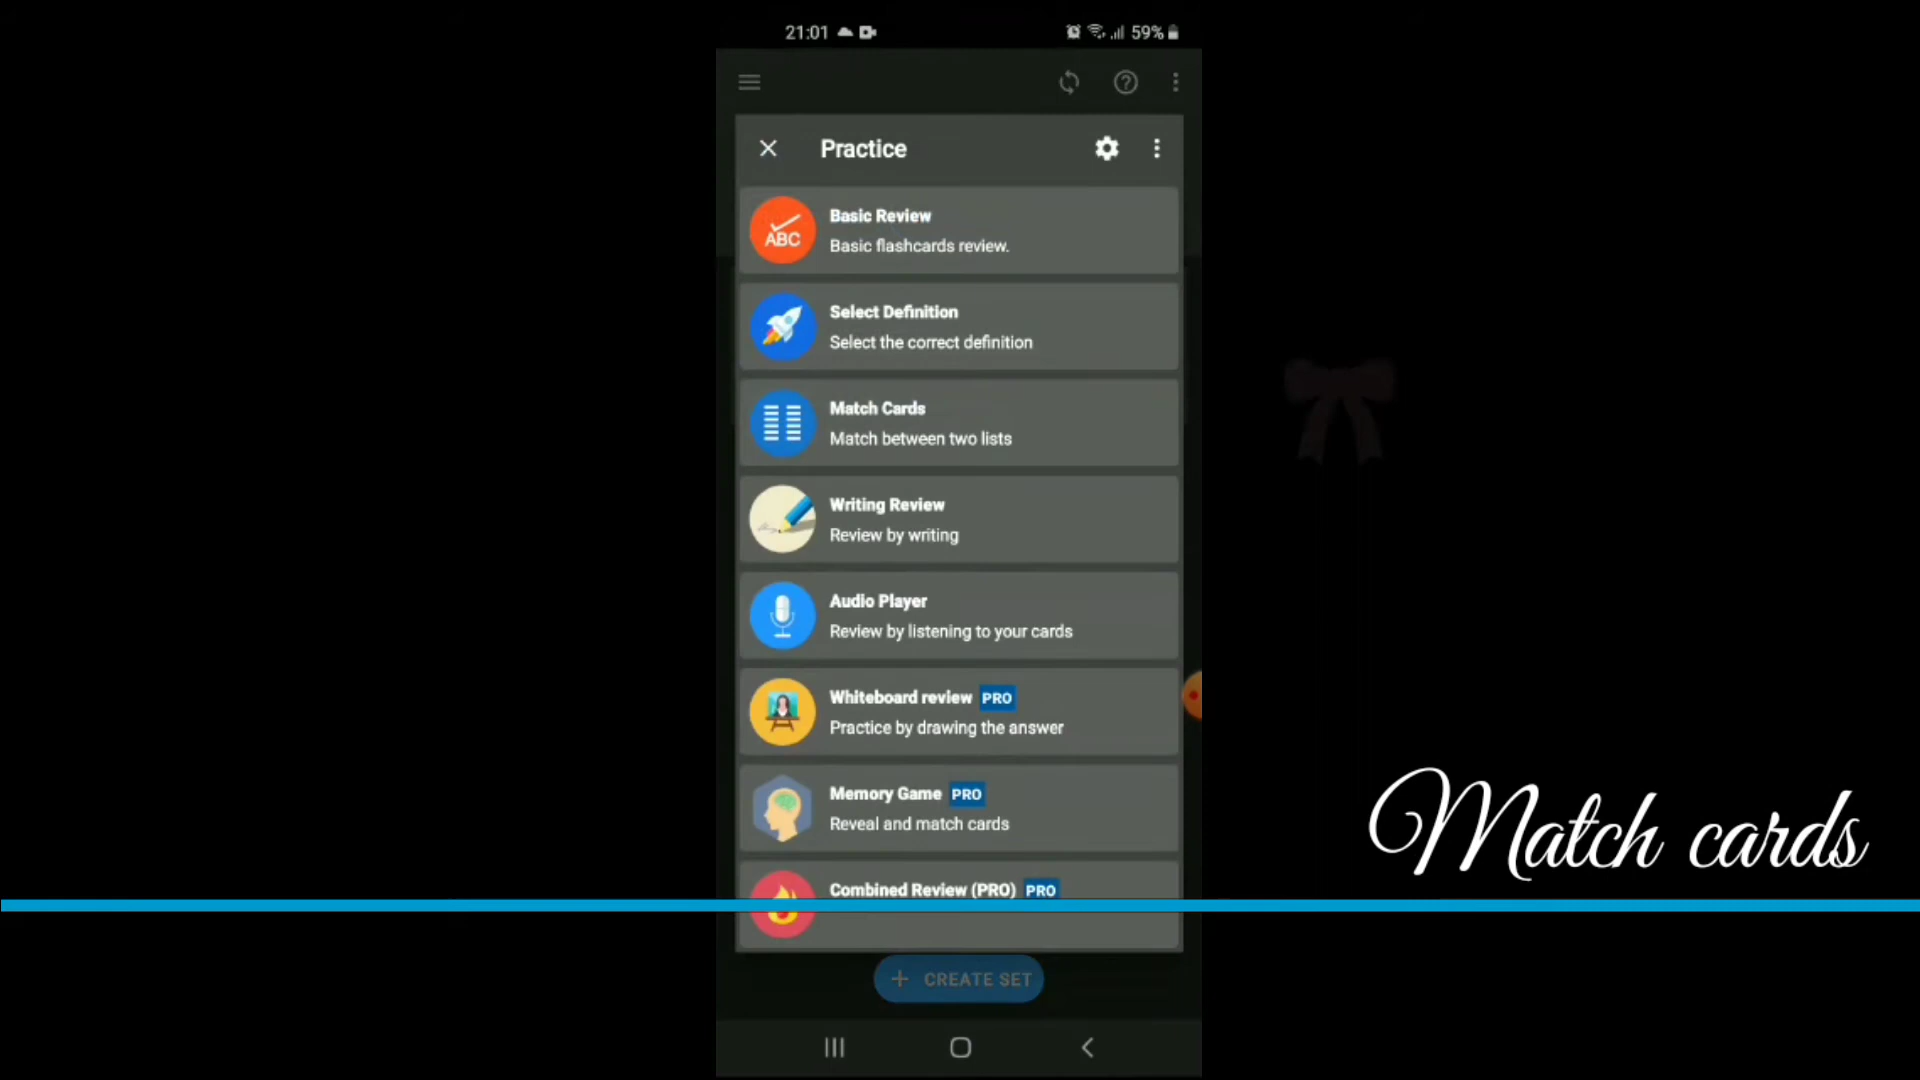 21:01
59%
Practice
ABC
Basic Review
Basic flashcards review.
Select Definition
Select the correct definition
Match Cards
Match between two lists
Writing Review
Review by writing
Audio Player
Review by listening to your cards
Whiteboard review PRO
Practice by drawing the answer
Memory Game PRO
Reveal and match cards
Match cards
Combined Review (PRO) PRO
+ CREATE SET